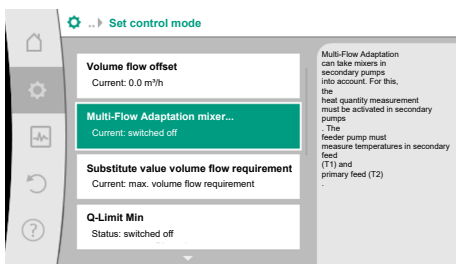 .. Set control mode
Volume flow offset
Current: 0.0 m³/h
Multi-Flow Adaptation mixer...
Current: switched off
Substitute value volume flow requirement
Current: max. volume flow requirement
Q-Limit Min
Status: switched off
Multi-Flow Adaptation
can take mixers in
secondary pumps
into account. For this,
the
heat quantity measurement
must be activated in secondary
pumps
. The
feeder pump must
measure temperatures in secondary
feed
(T1) and
primary feed (T2)
.